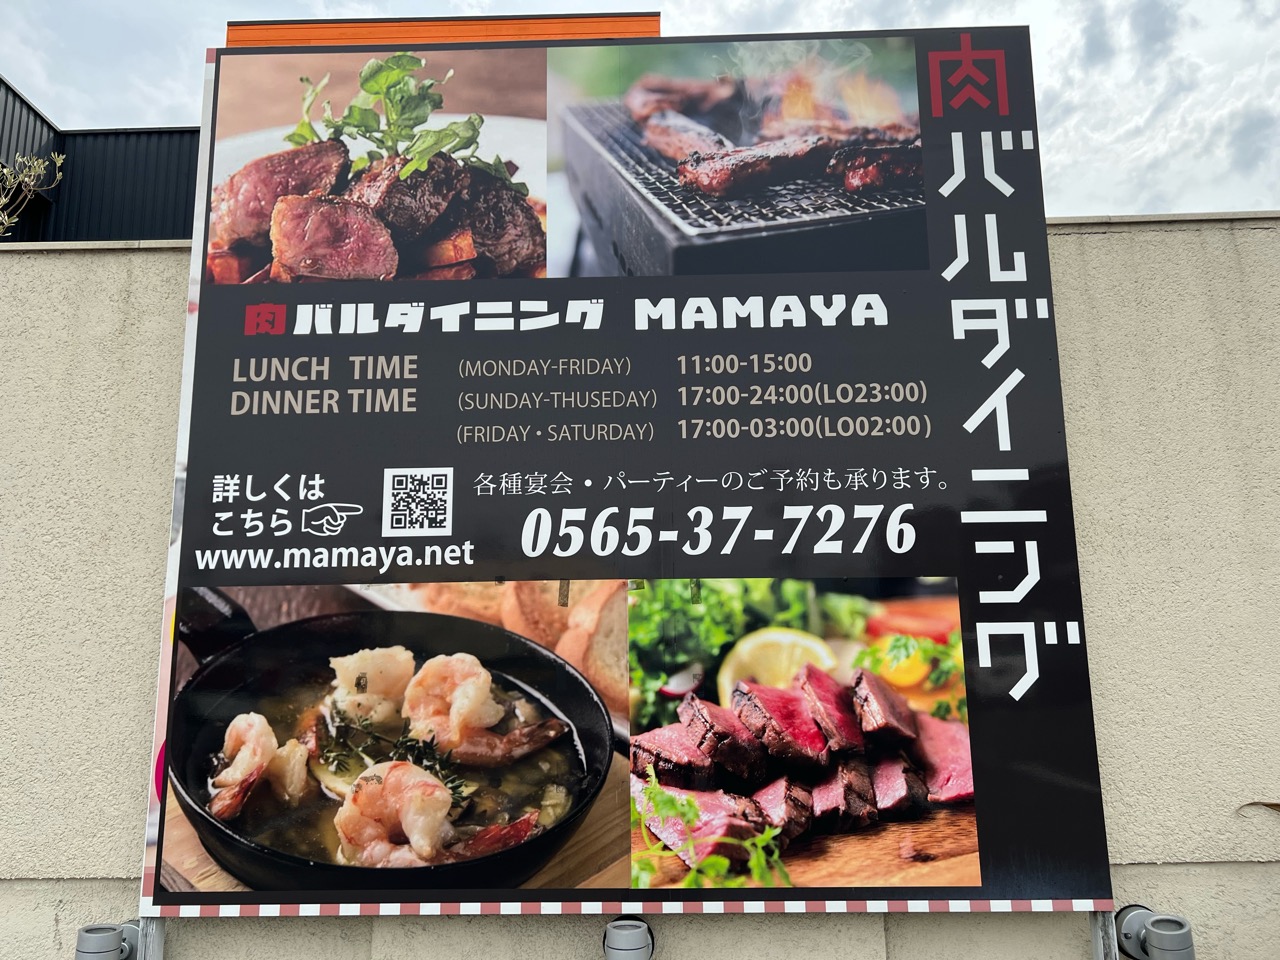 肉バルダイニング
肉バルダイニング MAMAYA
LUNCH TIME (MONDAY-FRIDAY) 11:00-15:00
DINNER TIME (SUNDAY-THUSEDAY) 17:00-24:00(LO23:00)
(FRIDAY・SATURDAY) 17:00-03:00(LO02:00)
詳しくは
こちら
www.mamaya.net
各種宴会・パーティーのご予約も承ります。
0565-37-7276